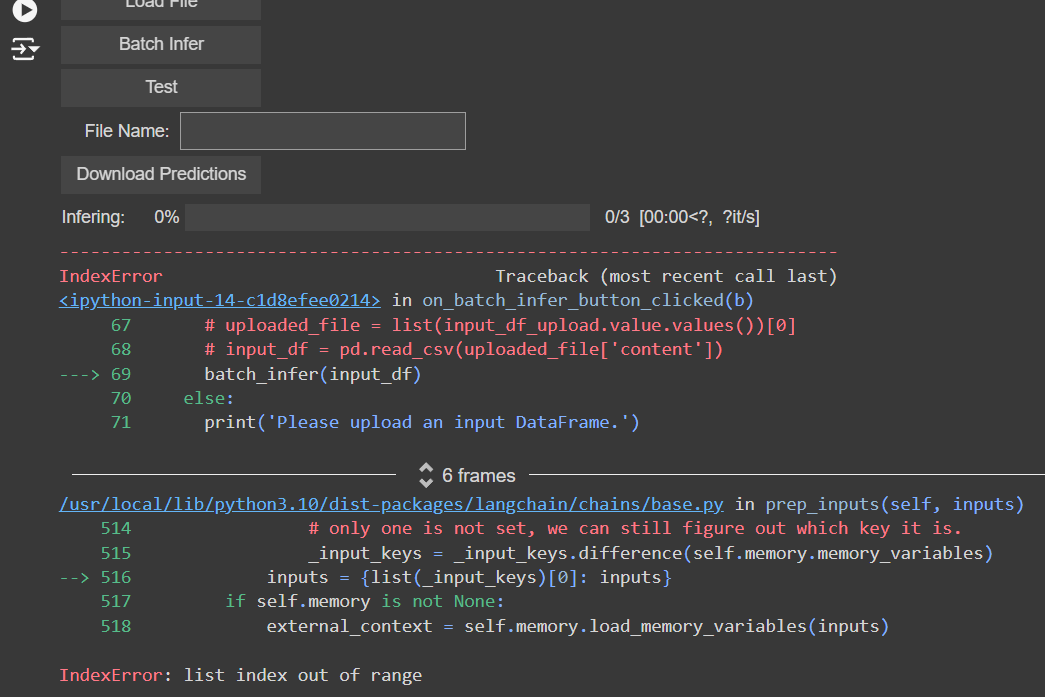 Load File
Batch Infer
Test
File Name:
Download Predictions
Infering: 0% 0/3 [00:00<?, ?it/s]
---------------------------------------------------------------------------
IndexError Traceback (most recent call last)
<ipython-input-14-c1d8efee0214> in on_batch_infer_button_clicked(b)
67 # uploaded_file = list(input_df_upload.value.values())[0]
68 # input_df = pd.read_csv(uploaded_file['content'])
---> 69 batch_infer(input_df)
70 else:
71 print('Please upload an input DataFrame.')
6 frames
/usr/local/lib/python3.10/dist-packages/langchain/chains/base.py in prep_inputs(self, inputs)
514 # only one is not set, we can still figure out which key it is.
515 _input_keys = _input_keys.difference(self.memory.memory_variables)
--> 516 inputs = {list(_input_keys)[0]: inputs}
517 if self.memory is not None:
518 external_context = self.memory.load_memory_variables(inputs)
IndexError: list index out of range